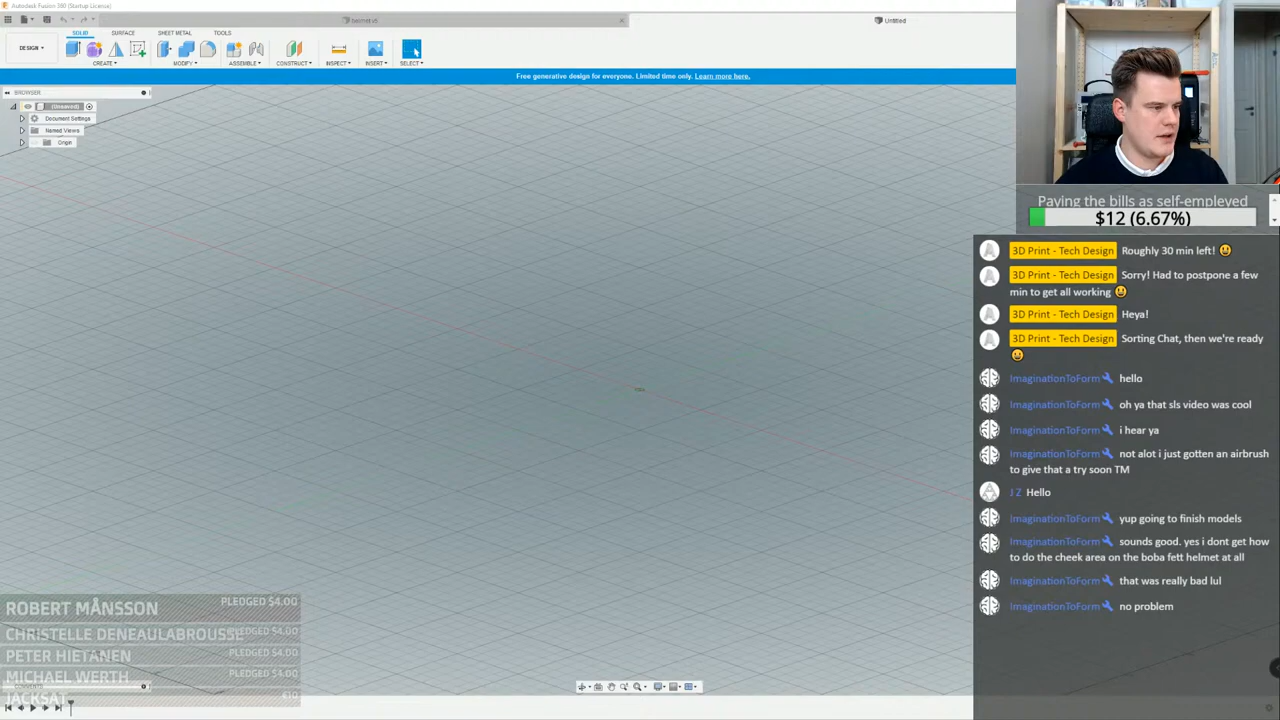 Autodesk Fusion 360 (Startup License)
Untitled
DESIGN
SOLID
SURFACE
SHEET METAL
TOOLS
CREATE
MODIFY
ASSEMBLE
CONSTRUCT
INSPECT
INSERT
SELECT
Free generative design for everyone. Limited time only. Learn more here.
BROWSER
(Unsaved)
Document Settings
Named Views
Origin
Paying the bills as self-employed
$12 (6.67%)
3D Print - Tech Design Roughly 30 min left!
3D Print - Tech Design Sorry! Had to postpone a few
min to get all working
3D Print - Tech Design Heya!
3D Print - Tech Design Sorting Chat, then we're ready
ImaginationToForm hello
ImaginationToForm oh ya that sls video was cool
ImaginationToForm i hear ya
ImaginationToForm not alot i just gotten an airbrush
to give that a try soon TM
J Z Hello
ImaginationToForm yup going to finish models
ImaginationToForm sounds good. yes i dont get how
to do the cheek area on the boba fett helmet at all
ImaginationToForm that was really bad lul
ImaginationToForm no problem
ROBERT MÅNSSON PLEDGED $4.00
CHRISTELLE DENEAULABROUSSE PLEDGED $4.00
PETER HIETANEN PLEDGED $4.00
MICHAEL WERTH PLEDGED $4.00
JACKSAT €10